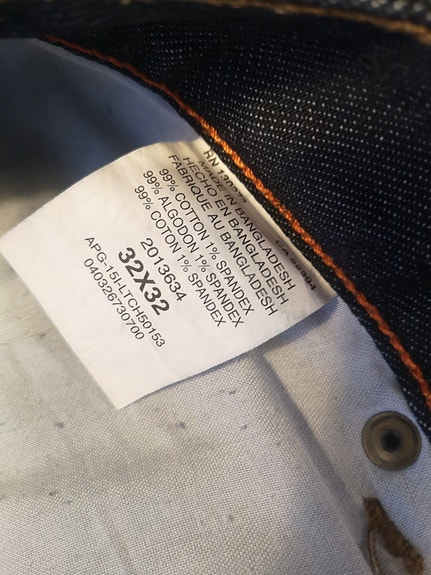 MADE IN BANGLADESH
HECHO EN BANGLADESH
FABRIQUE AU BANGLADESH
99% COTTON 1% SPANDEX
99% ALGODON 1% SPANDEX
99% COTON 1% SPANDEX
2013634
32X32
APG-15H-LTCH50153
040326730700